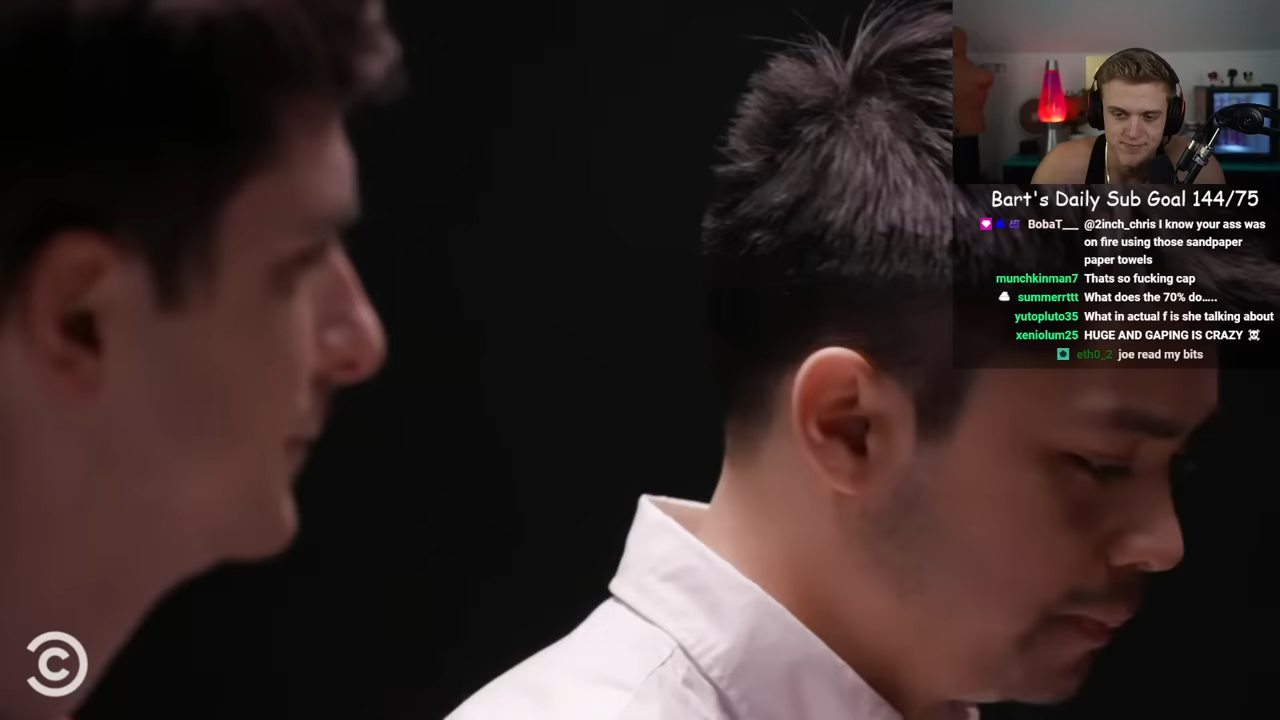 Bart's Daily Sub Goal 144/75
BobaT___ @2inch_chris I know your ass was
on fire using those sandpaper
paper towels
munchkinman7 Thats so fucking cap
summerrttt What does the 70% do.....
yutopluto35 What in actual f is she talking about
xeniolum25 HUGE AND GAPING IS CRAZY ☠
eth0_2 joe read my bits